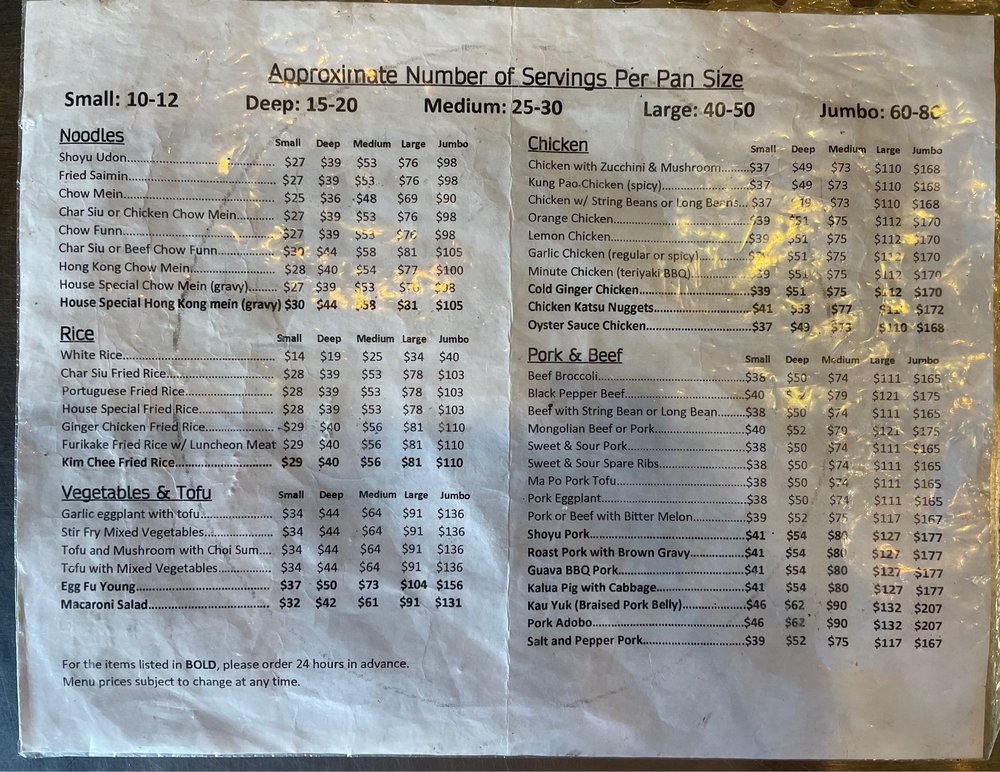 Approximate Number of Servings Per Pan Size
Small: 10-12 Deep: 15-20 Medium: 25-30 Large: 40-50 Jumbo: 60-80
Noodles Small Deep Medium Large Jumbo
Shoyu Udon $27 $39 $53 $76 $98
Fried Saimin $27 $39 $53 $76 $98
Chow Mein $25 $36 $48 $69 $90
Char Siu or Chicken Chow Mein $27 $39 $53 $76 $98
Chow Funn $27 $39 $53 $76 $98
Char Siu or Beef Chow Funn $30 $44 $58 $81 $105
Hong Kong Chow Mein $28 $40 $54 $77 $100
House Special Chow Mein (gravy) $27 $39 $53 $98
House Special Hong Kong mein (gravy) $30 $44 $58 $81 $105
Rice Small Deep Medium Large Jumbo
White Rice $14 $19 $25 $34 $40
Char Siu Fried Rice $28 $39 $53 $78 $103
Portuguese Fried Rice $28 $39 $53 $78 $103
House Special Fried Rice $28 $39 $53 $78 $103
Ginger Chicken Fried Rice $29 $40 $56 $81 $110
Furikake Fried Rice w/ Luncheon Meat $29 $40 $56 $81 $110
Kim Chee Fried Rice $29 $40 $56 $81 $110
Vegetables & Tofu Small Deep Medium Large Jumbo
Garlic eggplant with tofu $34 $44 $64 $91 $136
Stir Fry Mixed Vegetables $34 $44 $64 $91 $136
Tofu and Mushroom with Choi Sum $34 $44 $64 $91 $136
Tofu with Mixed Vegetables $34 $44 $64 $91 $136
Egg Fu Young $37 $50 $73 $104 $156
Macaroni Salad $32 $42 $61 $91 $131
For the items listed in BOLD, please order 24 hours in advance.
Menu prices subject to change at any time.
Chicken Small Deep Medium Large Jumbo
Chicken with Zucchini & Mushroom $37 $49 $73 $110 $168
Kung Pao Chicken (spicy) $37 $49 $73 $110 $168
Chicken w/ String Beans or Long Beans $37 $49 $73 $110 $168
Orange Chicken $39 $51 $75 $112 $170
Lemon Chicken $39 $51 $75 $112 $170
Garlic Chicken (regular or spicy) $51 $75 $112 $170
Minute Chicken (teriyaki BBQ) $39 $51 $75 $112 $170
Cold Ginger Chicken $39 $51 $75 $112 $170
Chicken Katsu Nuggets $41 $53 $77 $172
Oyster Sauce Chicken $37 $49 $73 $110 $168
Pork & Beef Small Deep Medium Large Jumbo
Beef Broccoli $38 $50 $74 $111 $165
Black Pepper Beef $40 $79 $121 $175
Beef with String Bean or Long Bean $38 $50 $74 $111 $165
Mongolian Beef or Pork $40 $52 $79 $121 $175
Sweet & Sour Pork $38 $50 $74 $111 $165
Sweet & Sour Spare Ribs $38 $50 $74 $111 $165
Ma Po Pork Tofu $38 $50 $74 $111 $165
Pork Eggplant $38 $50 $74 $111 $165
Pork or Beef with Bitter Melon $39 $52 $75 $117 $167
Shoyu Pork $41 $54 $80 $127 $177
Roast Pork with Brown Gravy $41 $54 $80 $127 $177
Guava BBQ Pork $41 $54 $80 $127 $177
Kalua Pig with Cabbage $41 $54 $80 $127 $177
Kau Yuk (Braised Pork Belly) $46 $62 $90 $132 $207
Pork Adobo $46 $62 $90 $132 $207
Salt and Pepper Pork $39 $52 $75 $117 $167